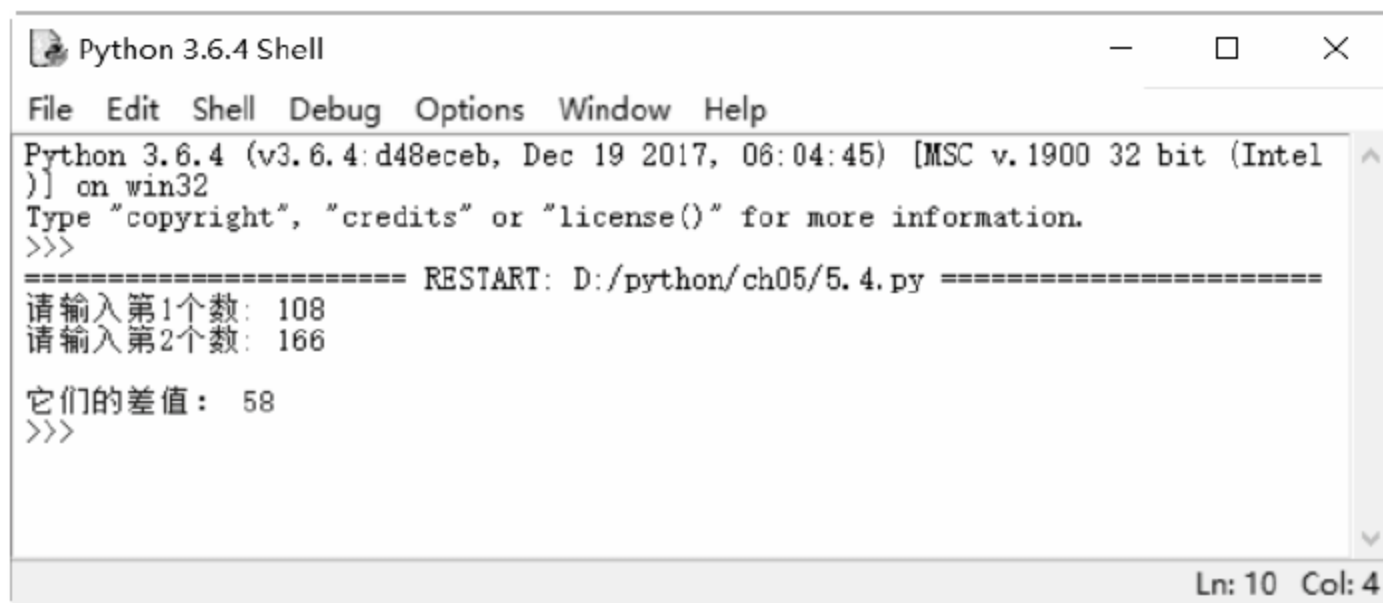 Python 3.6.4 Shell
File Edit Shell Debug Options Window Help
Python 3.6.4 (v3.6.4:d48eceb, Dec 19 2017, 06:04:45) [MSC v.1900 32 bit (Intel
)] on win32
Type "copyright", "credits" or "license()" for more information.
>>>
======================= RESTART: D:/python/ch05/5.4.py =======================
请输入第1个数: 108
请输入第2个数: 166
它们的差值： 58
>>>
Ln: 10 Col: 4